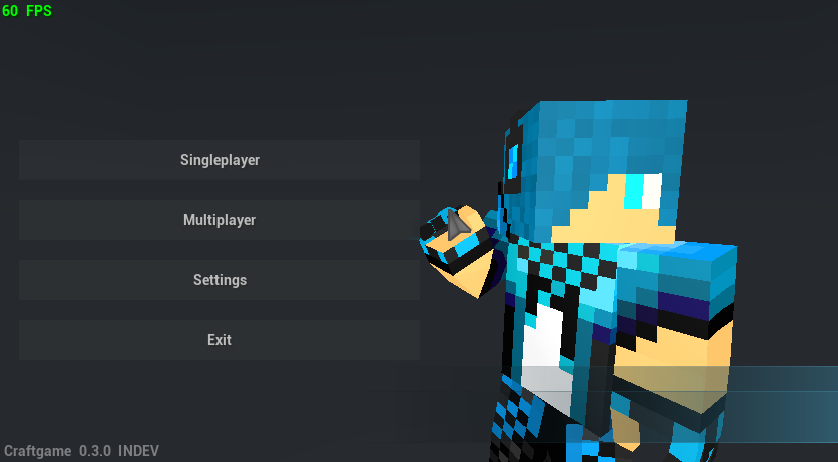 60 FPS
Singleplayer
Multiplayer
Settings
Exit
Craftgame 0.3.0 INDEV